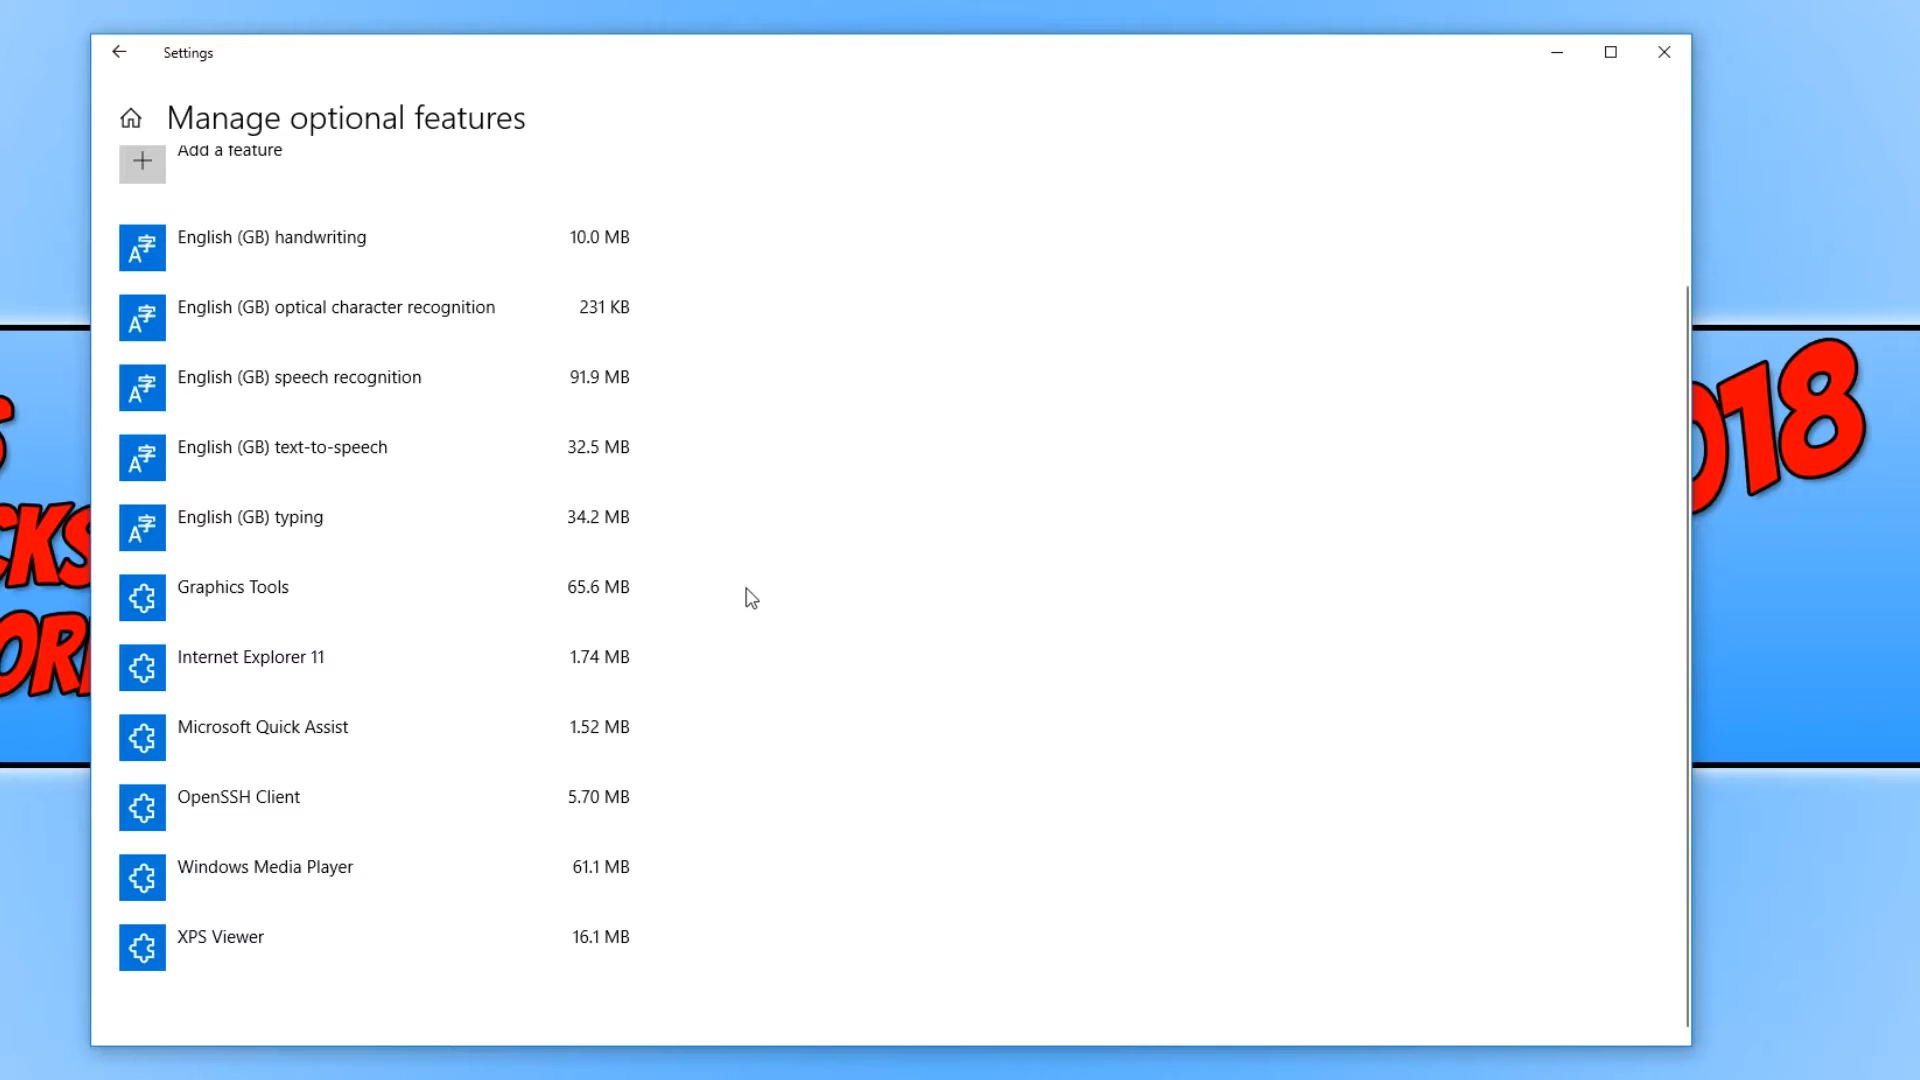 Settings
Manage optional features
Add a feature
English (GB) handwriting 10.0 MB
English (GB) optical character recognition 231 KB
English (GB) speech recognition 91.9 MB
English (GB) text-to-speech 32.5 MB
English (GB) typing 34.2 MB
Graphics Tools 65.6 MB
Internet Explorer 11 1.74 MB
Microsoft Quick Assist 1.52 MB
OpenSSH Client 5.70 MB
Windows Media Player 61.1 MB
XPS Viewer 16.1 MB
018